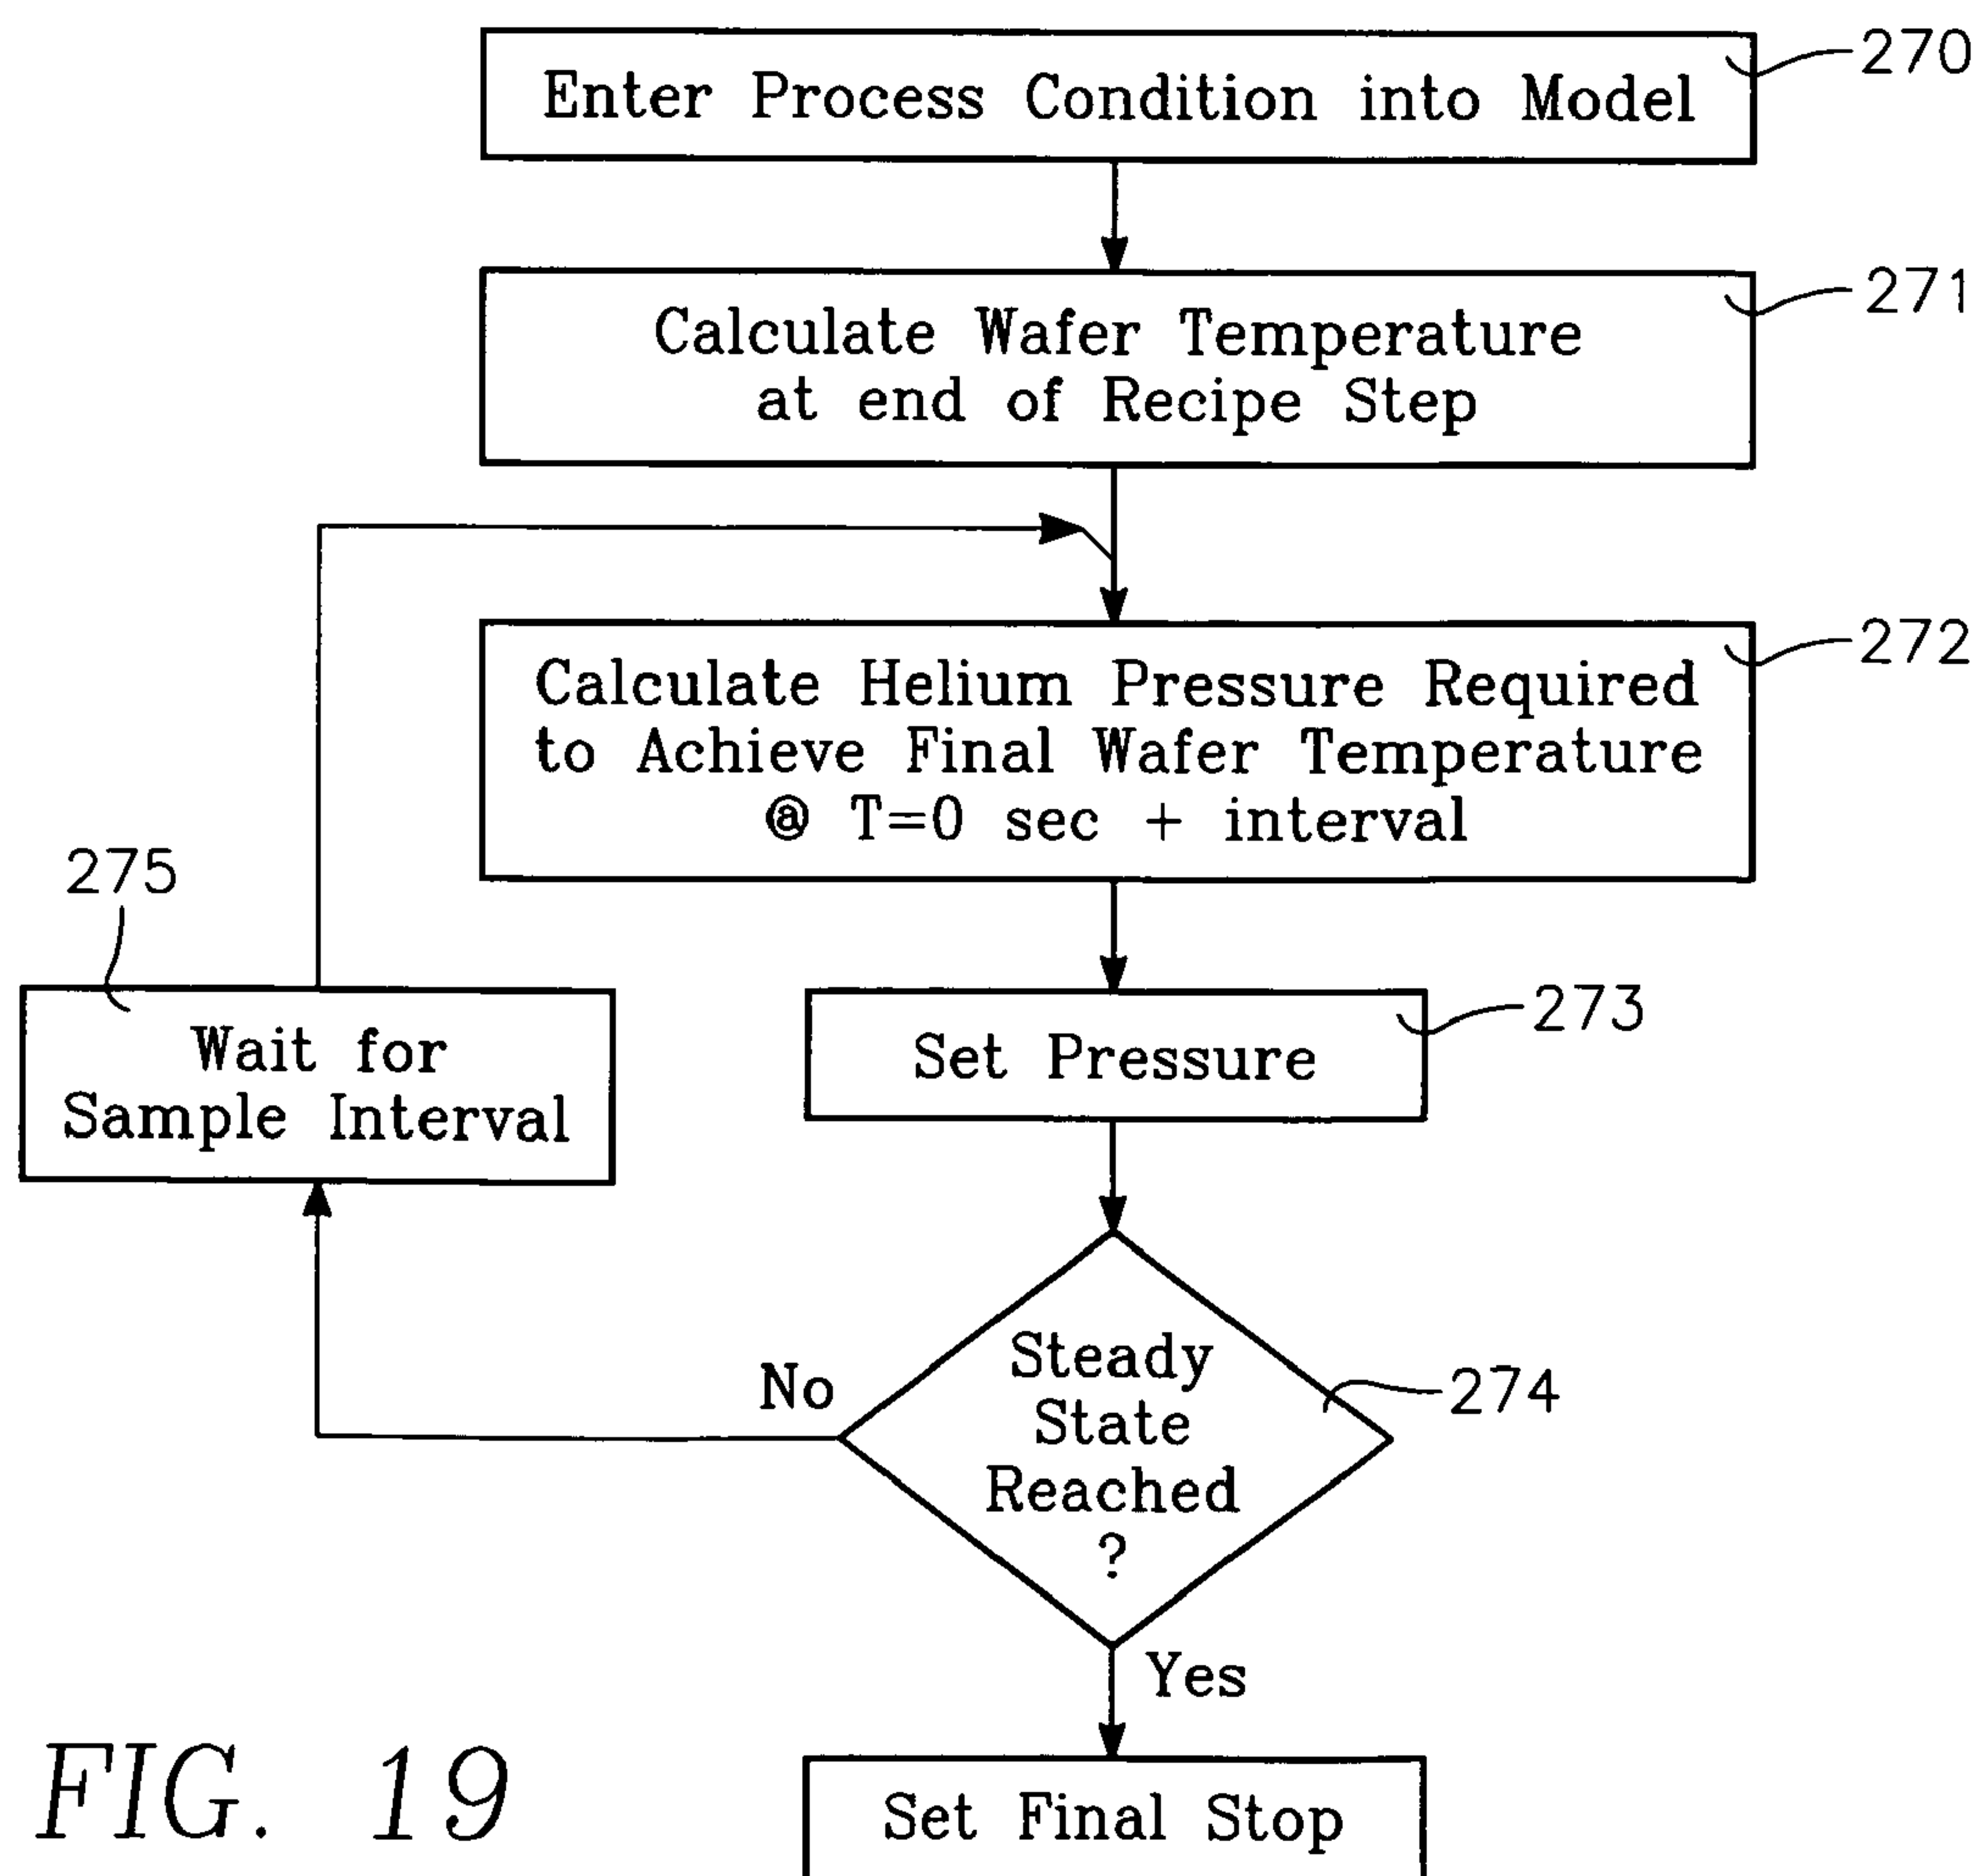 270
Enter Process Condition into Model
271
Calculate Wafer Temperature
at end of Recipe Step
272
Calculate Helium Pressure Required
to Achieve Final Wafer Temperature
@ T=0 sec + interval
275
Wait for
Sample Interval
273
Set Pressure
274
Steady
State
Reached
?
No
Yes
Set Final Stop
FIG. 19